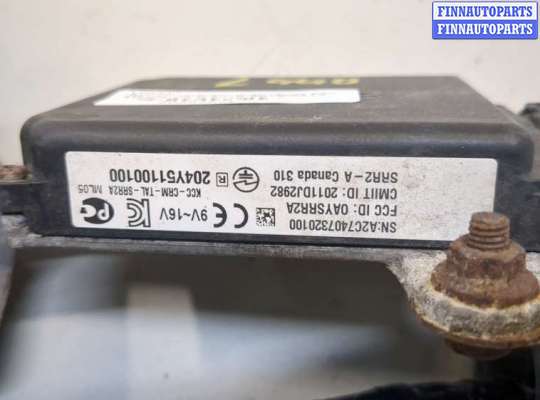 FINNAUTOPARTS
FINNAUTOPARTS
SN:A2C7407320100
FCC ID: OAYSRR2A
CMIIT ID: 2011DJ2982
SRR2-A Canada 310
9V~16V
R 204Y51100100
KCC-CRM-TAL-SRR2A ML05